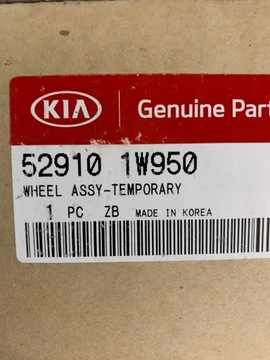 KIA Genuine Part
52910 1W950
WHEEL ASSY-TEMPORARY
1 PC ZB MADE IN KOREA